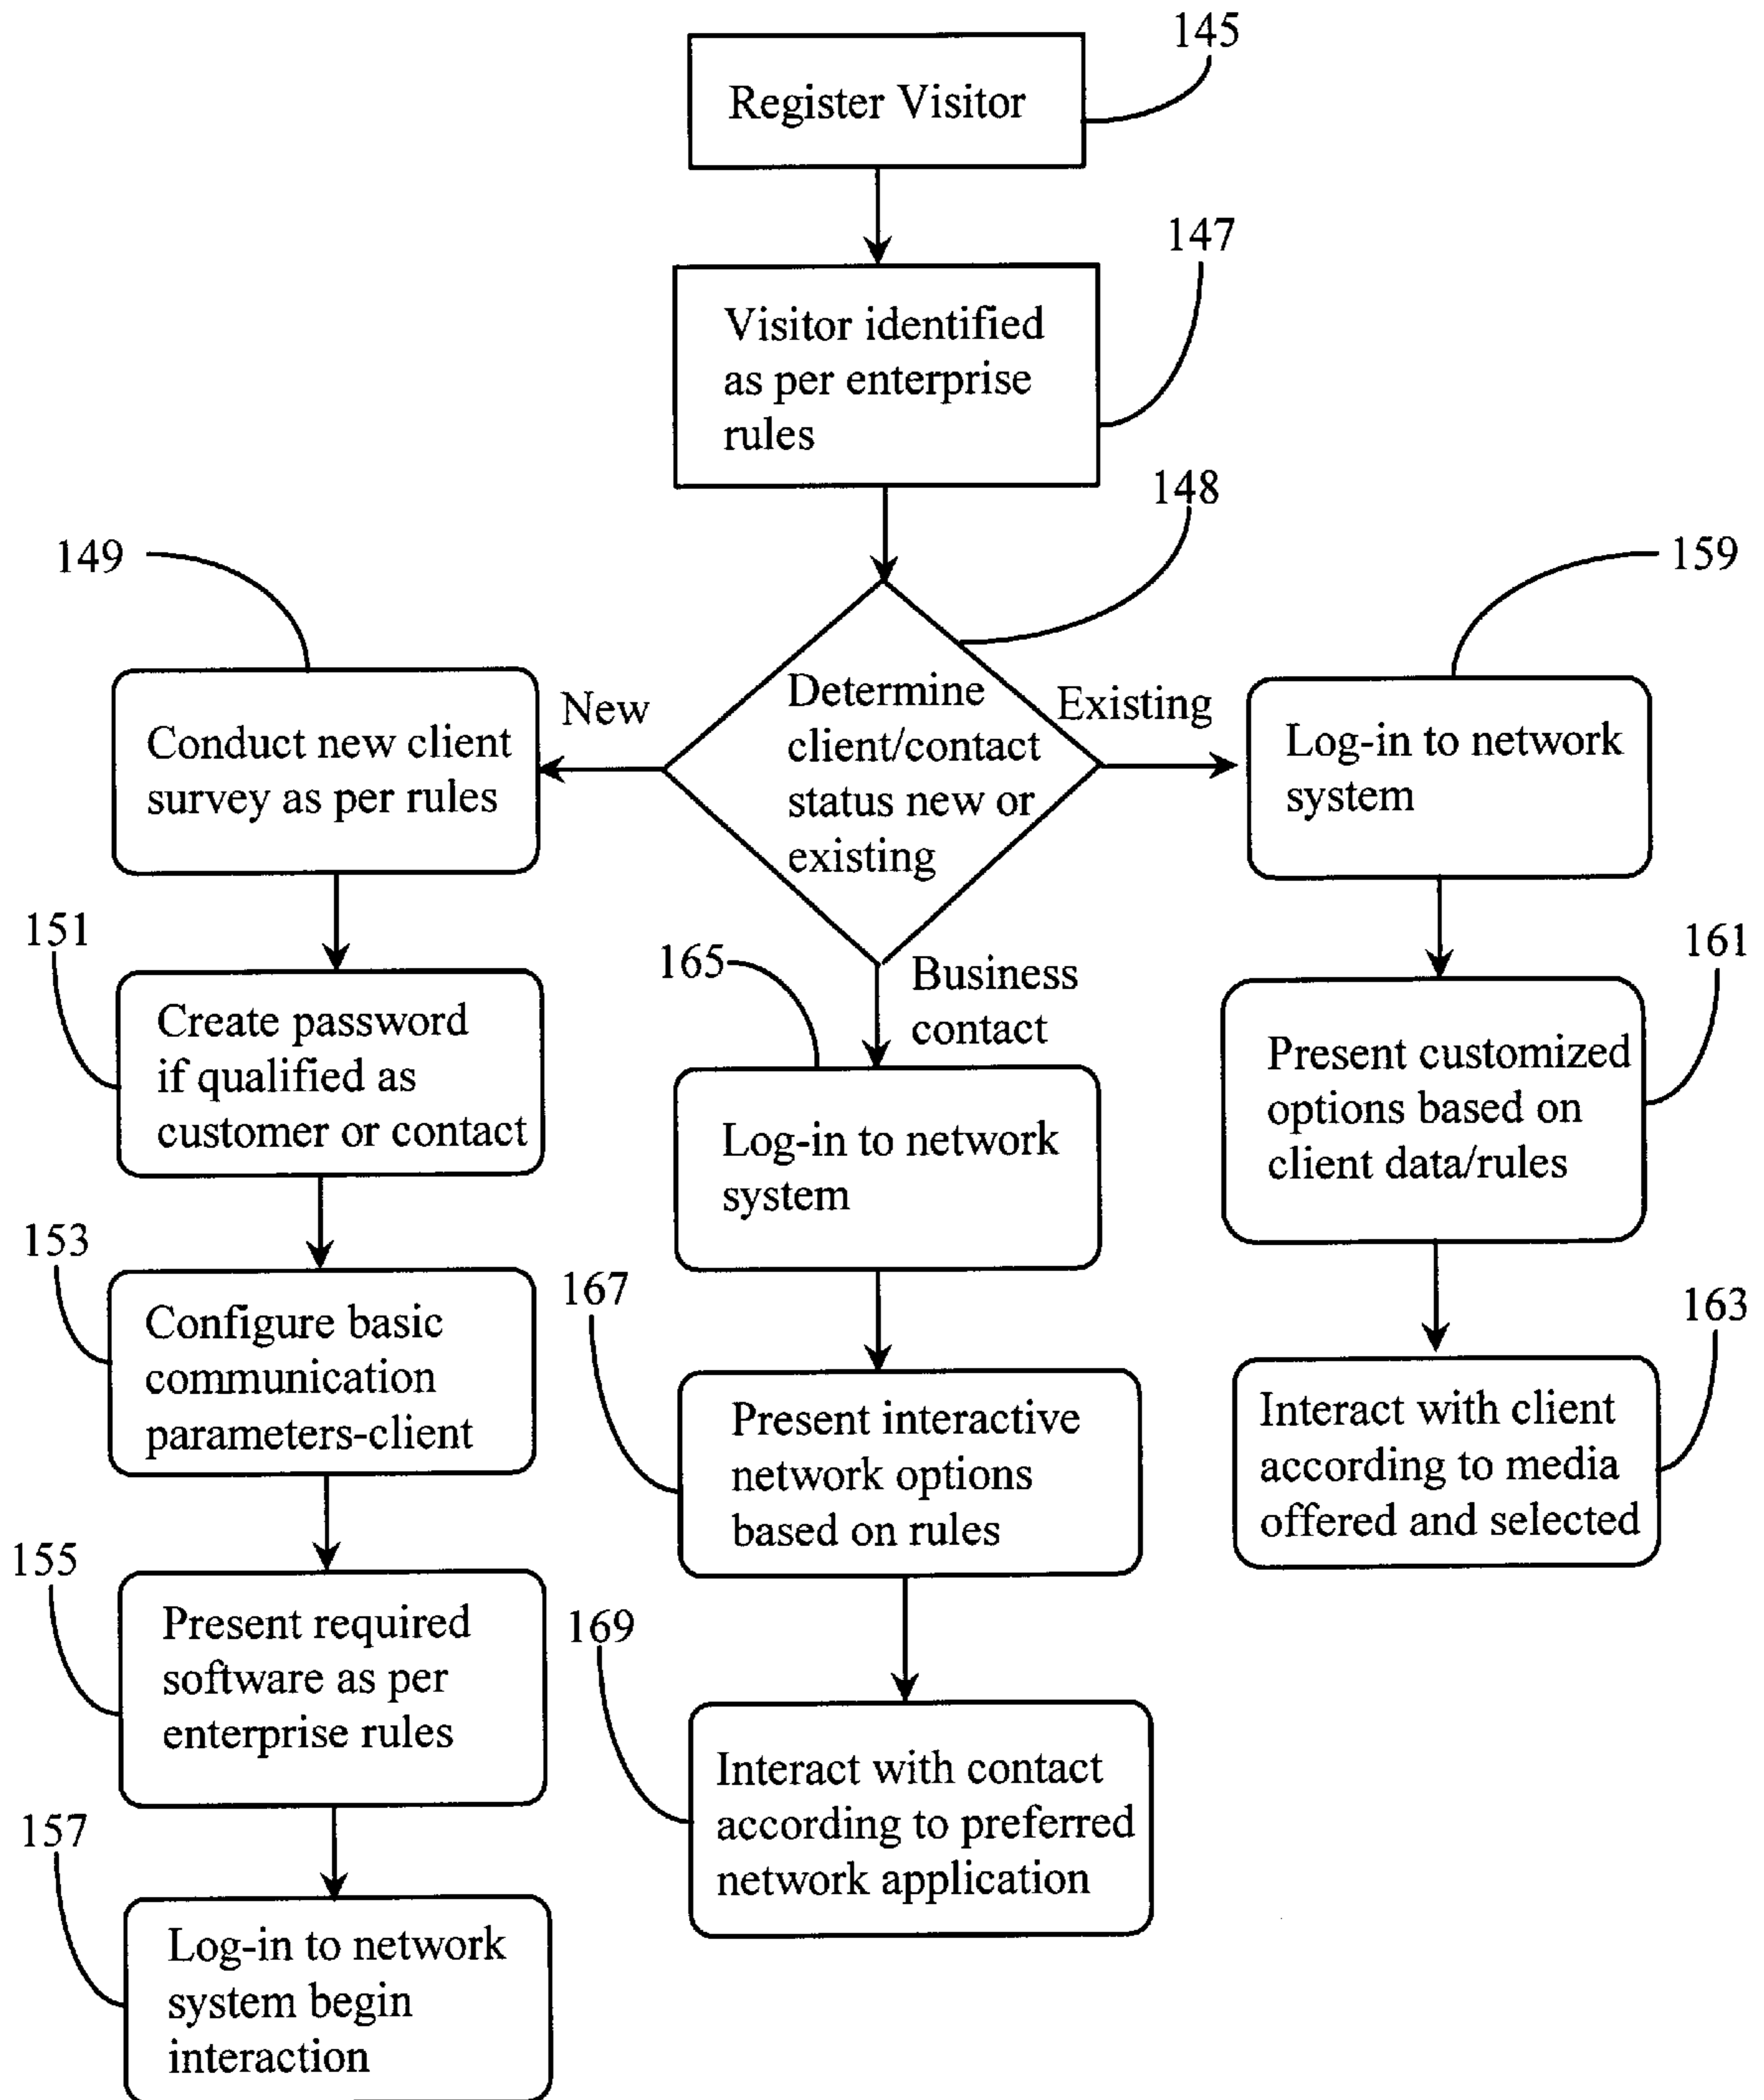 145
Register Visitor
147
Visitor identified
as per enterprise
rules
148
149
159
New
Determine
client/contact
status new or
existing
Existing
Conduct new client
survey as per rules
Log-in to network
system
151
Create password
if qualified as
customer or contact
165
Business
contact
161
Present customized
options based on
client data/rules
Log-in to network
system
153
Configure basic
communication
parameters-client
167
Present interactive
network options
based on rules
163
Interact with client
according to media
offered and selected
155
Present required
software as per
enterprise rules
169
Interact with contact
according to preferred
network application
157
Log-in to network
system begin
interaction